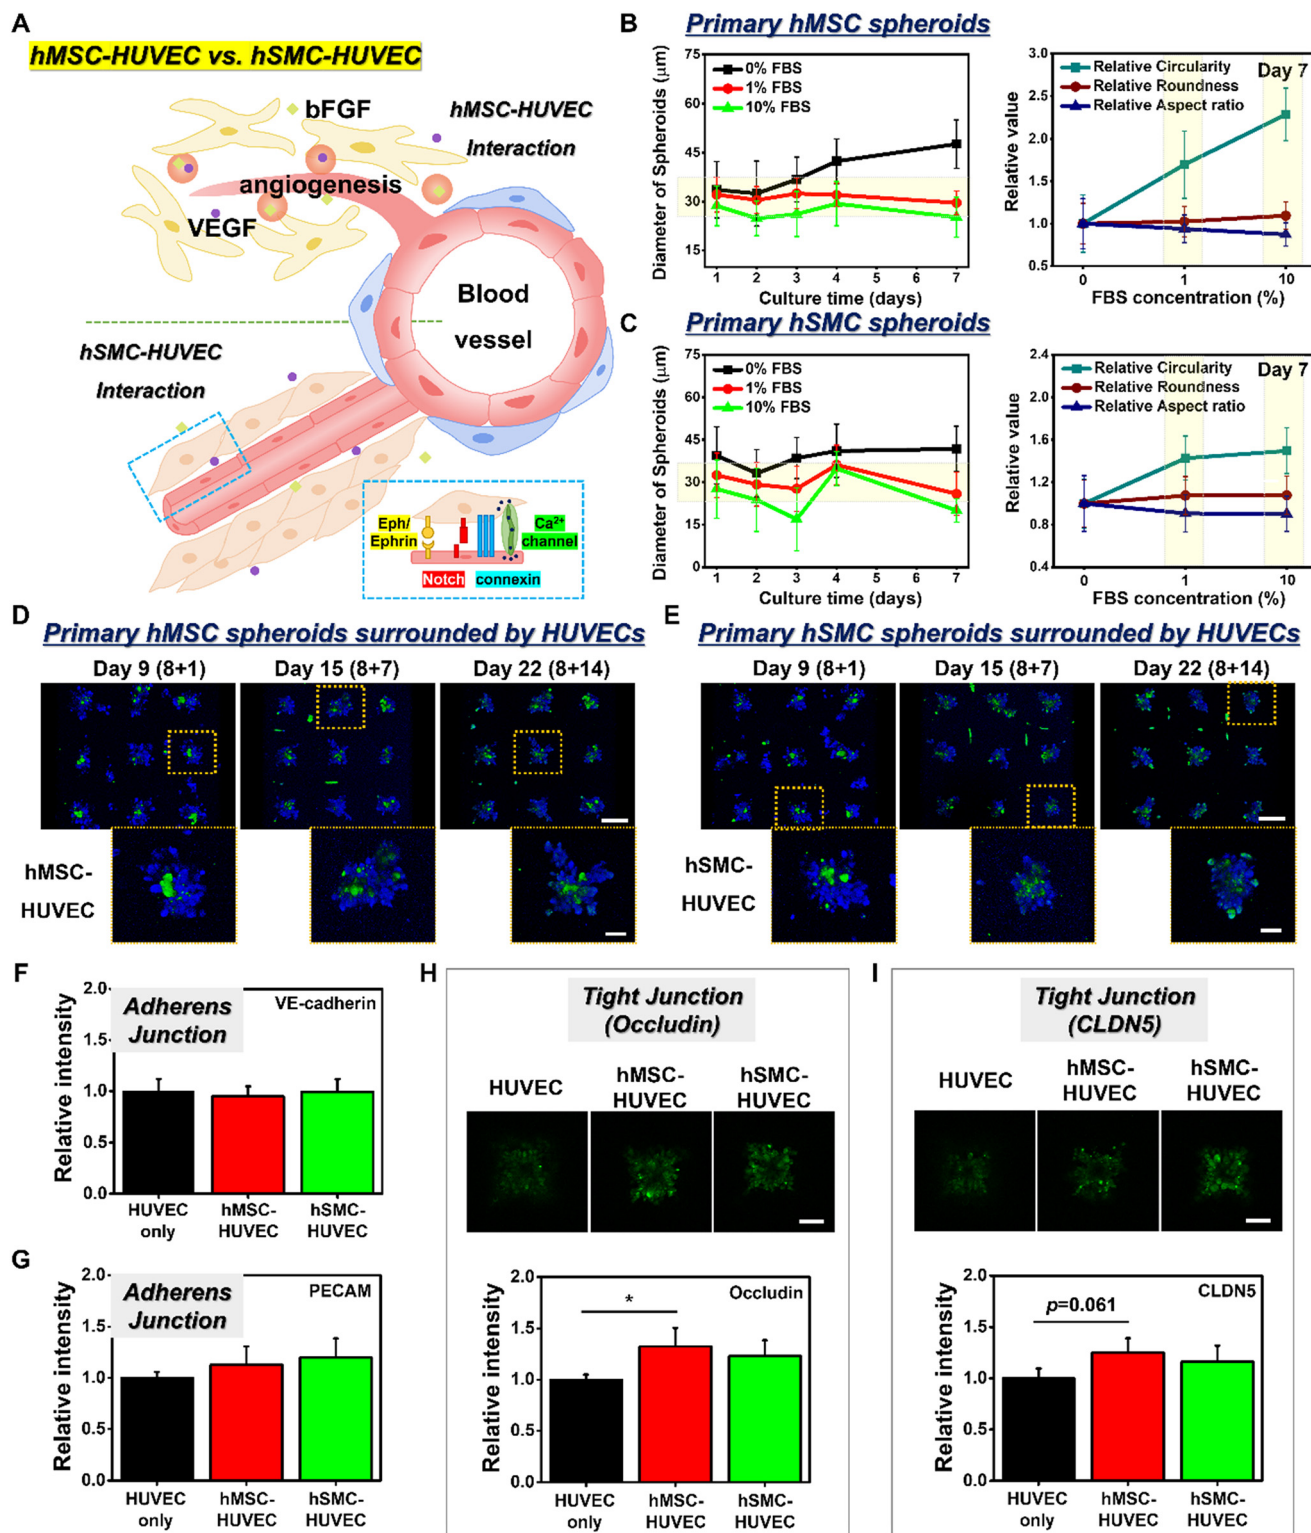 A
hMSC-HUVEC vs. hSMC-HUVEC
bFGF
hMSC-HUVEC
Interaction
angiogenesis
VEGF
Blood
vessel
hSMC-HUVEC
Interaction
Eph/
Ephrin
Ca²⁺
channel
Notch
connexin
B
Primary hMSC spheroids
Diameter of Spheroids (μm)
75
60
45
30
15
0% FBS
1% FBS
10% FBS
1 2 3 4 5 6 7
Culture time (days)
Relative value
3.0
2.5
2.0
1.5
1.0
0.5
Relative Circularity
Relative Roundness
Relative Aspect ratio
Day 7
0 1 10
FBS concentration (%)
C
Primary hSMC spheroids
Diameter of Spheroids (μm)
75
60
45
30
15
0
0% FBS
1% FBS
10% FBS
1 2 3 4 5 6 7
Culture time (days)
Relative value
2.4
2.0
1.6
1.2
0.8
0.4
Relative Circularity
Relative Roundness
Relative Aspect ratio
Day 7
0 1 10
FBS concentration (%)
D
Primary hMSC spheroids surrounded by HUVECs
Day 9 (8+1) Day 15 (8+7) Day 22 (8+14)
hMSC-
HUVEC
E
Primary hSMC spheroids surrounded by HUVECs
Day 9 (8+1) Day 15 (8+7) Day 22 (8+14)
hSMC-
HUVEC
F
Relative intensity
2.0
1.5
1.0
0.5
0.0
Adherens
Junction
VE-cadherin
HUVEC only
hMSC-HUVEC
hSMC-HUVEC
G
Relative intensity
2.0
1.5
1.0
0.5
0.0
Adherens
Junction
PECAM
HUVEC only
hMSC-HUVEC
hSMC-HUVEC
H
Tight Junction
(Occludin)
HUVEC
hMSC-HUVEC
hSMC-HUVEC
Relative intensity
2.0
1.5
1.0
0.5
0.0
*
Occludin
HUVEC only
hMSC-HUVEC
hSMC-HUVEC
I
Tight Junction
(CLDN5)
HUVEC
hMSC-HUVEC
hSMC-HUVEC
Relative intensity
2.0
1.5
1.0
0.5
0.0
p=0.061
CLDN5
HUVEC only
hMSC-HUVEC
hSMC-HUVEC